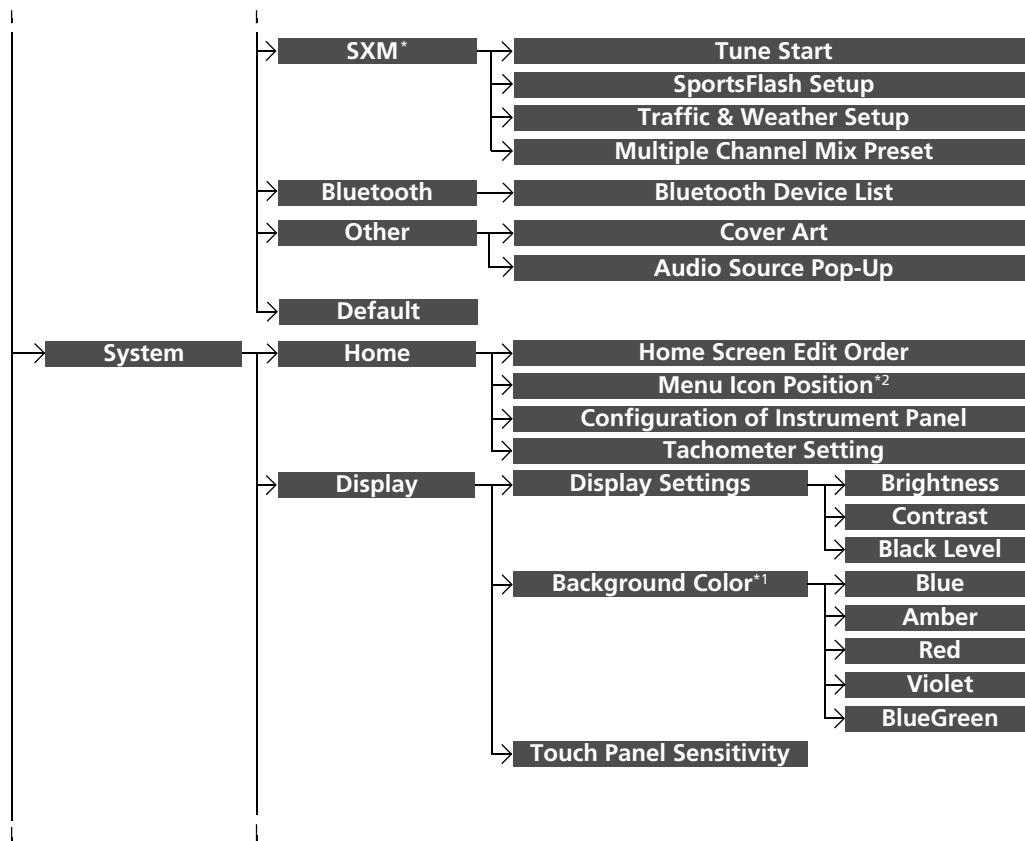 SXM*
Tune Start
SportsFlash Setup
Traffic & Weather Setup
Multiple Channel Mix Preset
Bluetooth
Bluetooth Device List
Other
Cover Art
Audio Source Pop-Up
Default
System
Home
Home Screen Edit Order
Menu Icon Position*2
Configuration of Instrument Panel
Tachometer Setting
Display
Display Settings
Brightness
Contrast
Black Level
Background Color*1
Blue
Amber
Red
Violet
BlueGreen
Touch Panel Sensitivity